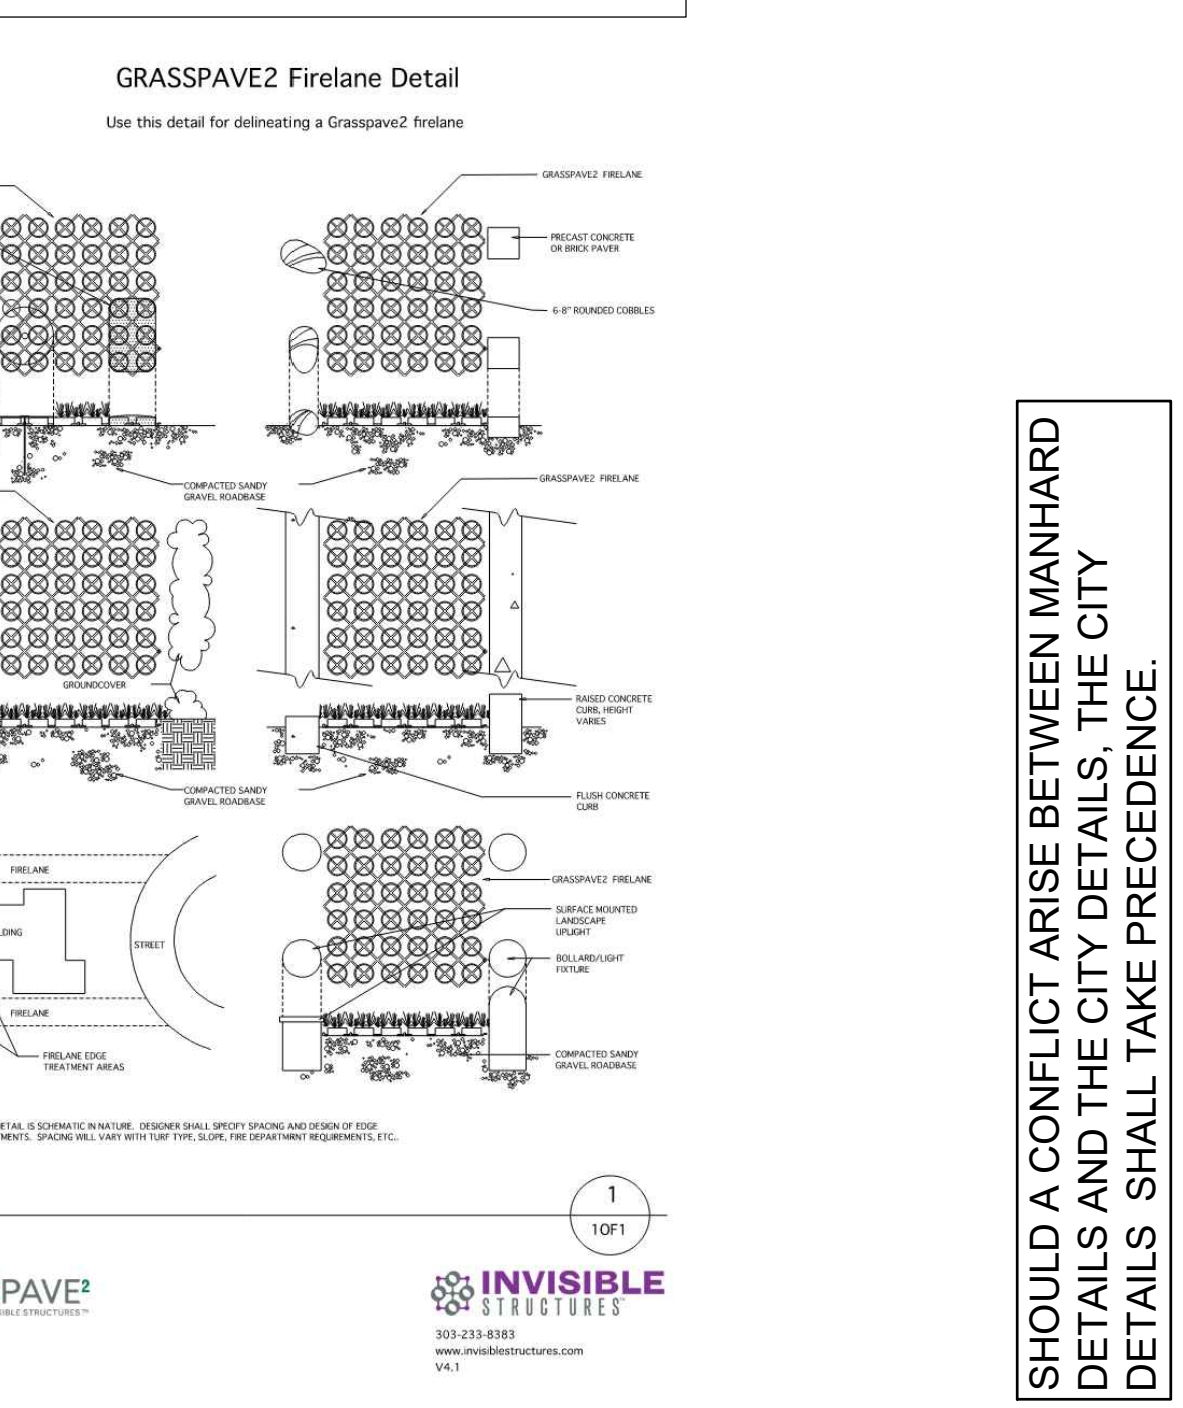 GRASSPAVE2 Firelane Detail
Use this detail for delineating a Grasspave2 firelane
GRASSPAVE2 FIRELANE
PRECAST CONCRETE
OR BRICK PAVER
6-8" ROUNDED COBBLES
COMPACTED SANDY
GRAVEL ROADBASE
GRASSPAVE2 FIRELANE
GROUNDCOVER
RAISED CONCRETE
CURB, HEIGHT
VARIES
COMPACTED SANDY
GRAVEL ROADBASE
FLUSH CONCRETE
CURB
FIRELANE
LDING
STREET
FIRELANE
FIRELANE EDGE
TREATMENT AREAS
GRASSPAVE2 FIRELANE
SURFACE MOUNTED
LANDSCAPE
UPLIGHT
BOLLARD/LIGHT
FIXTURE
COMPACTED SANDY
GRAVEL ROADBASE
ETAIL IS SCHEMATIC IN NATURE. DESIGNER SHALL SPECIFY SPACING AND DESIGN OF EDGE
MENTS. SPACING WILL VARY WITH TURF TYPE, SLOPE, FIRE DEPARTMRNT REQUIREMENTS, ETC..
1
1OF1
PAVE²
SIBLE STRUCTURES™
INVISIBLE
STRUCTURES™
303-233-8383
www.invisiblestructures.com
V4.1
SHOULD A CONFLICT ARISE BETWEEN MANHARD
DETAILS AND THE CITY DETAILS, THE CITY
DETAILS SHALL TAKE PRECEDENCE.